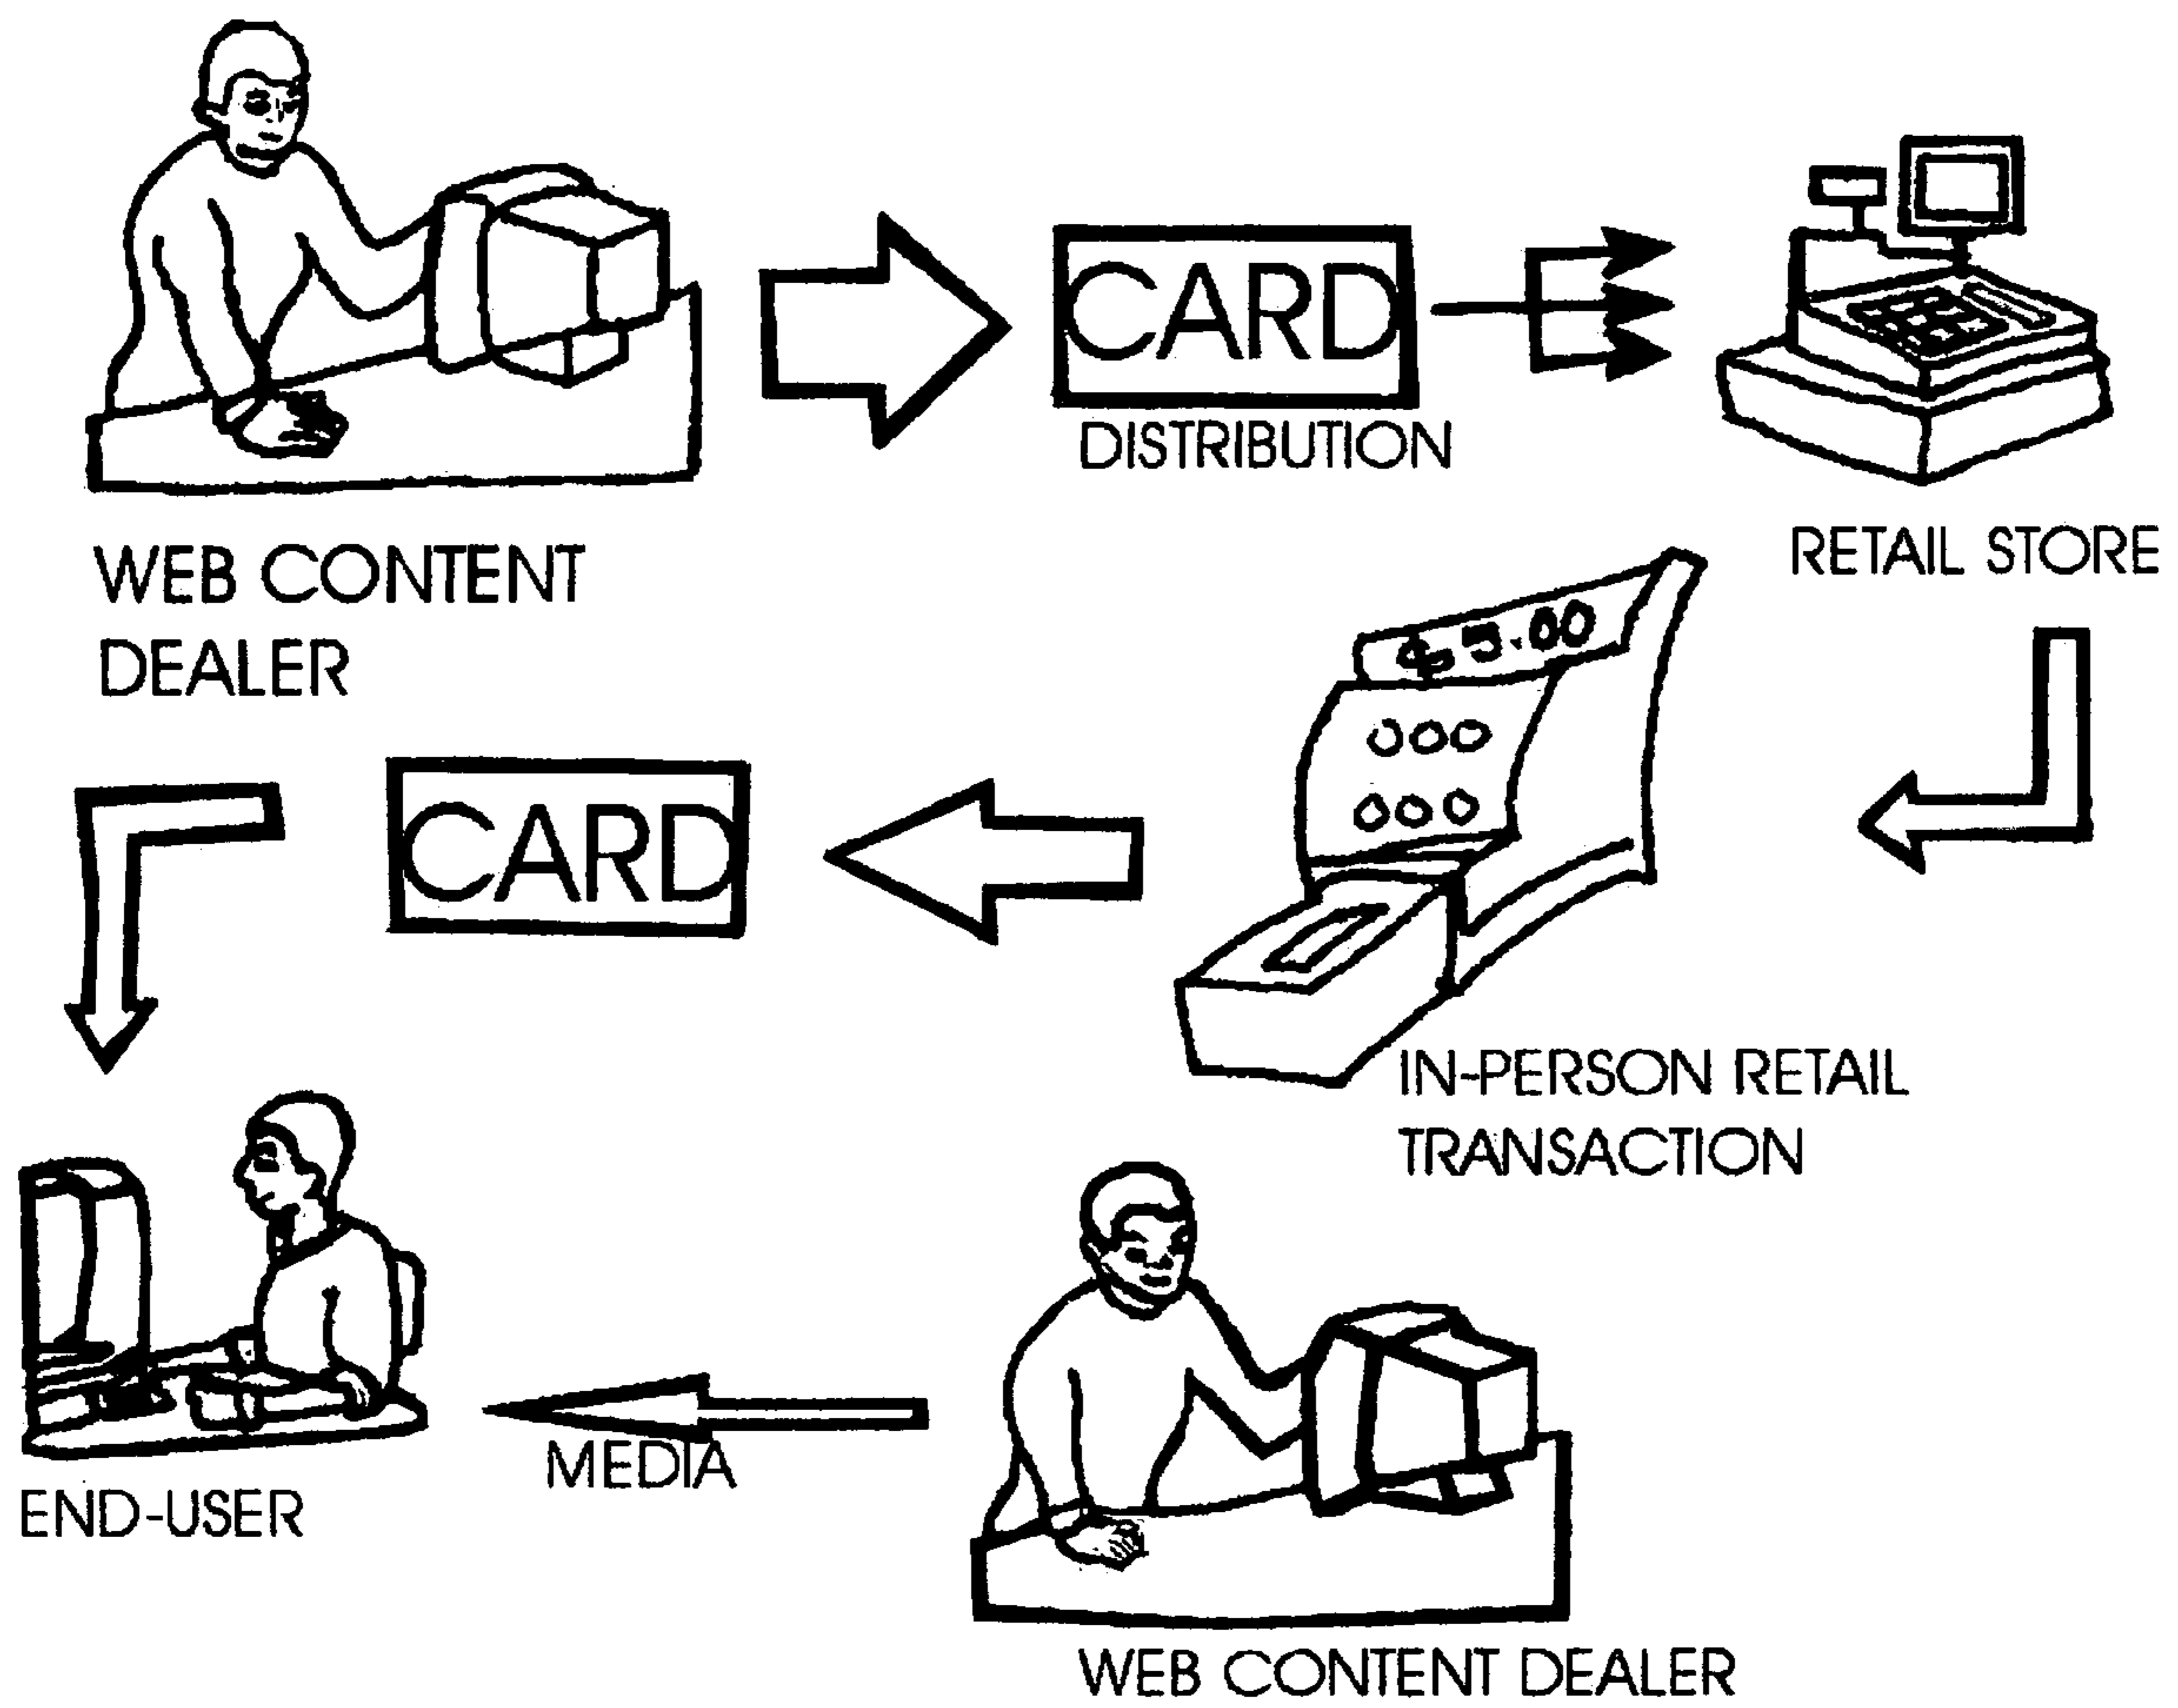 CARD
DISTRIBUTION
RETAIL STORE
WEB CONTENT
DEALER
$ 5.00
CARD
IN-PERSON RETAIL
TRANSACTION
MEDIA
END-USER
WEB CONTENT DEALER